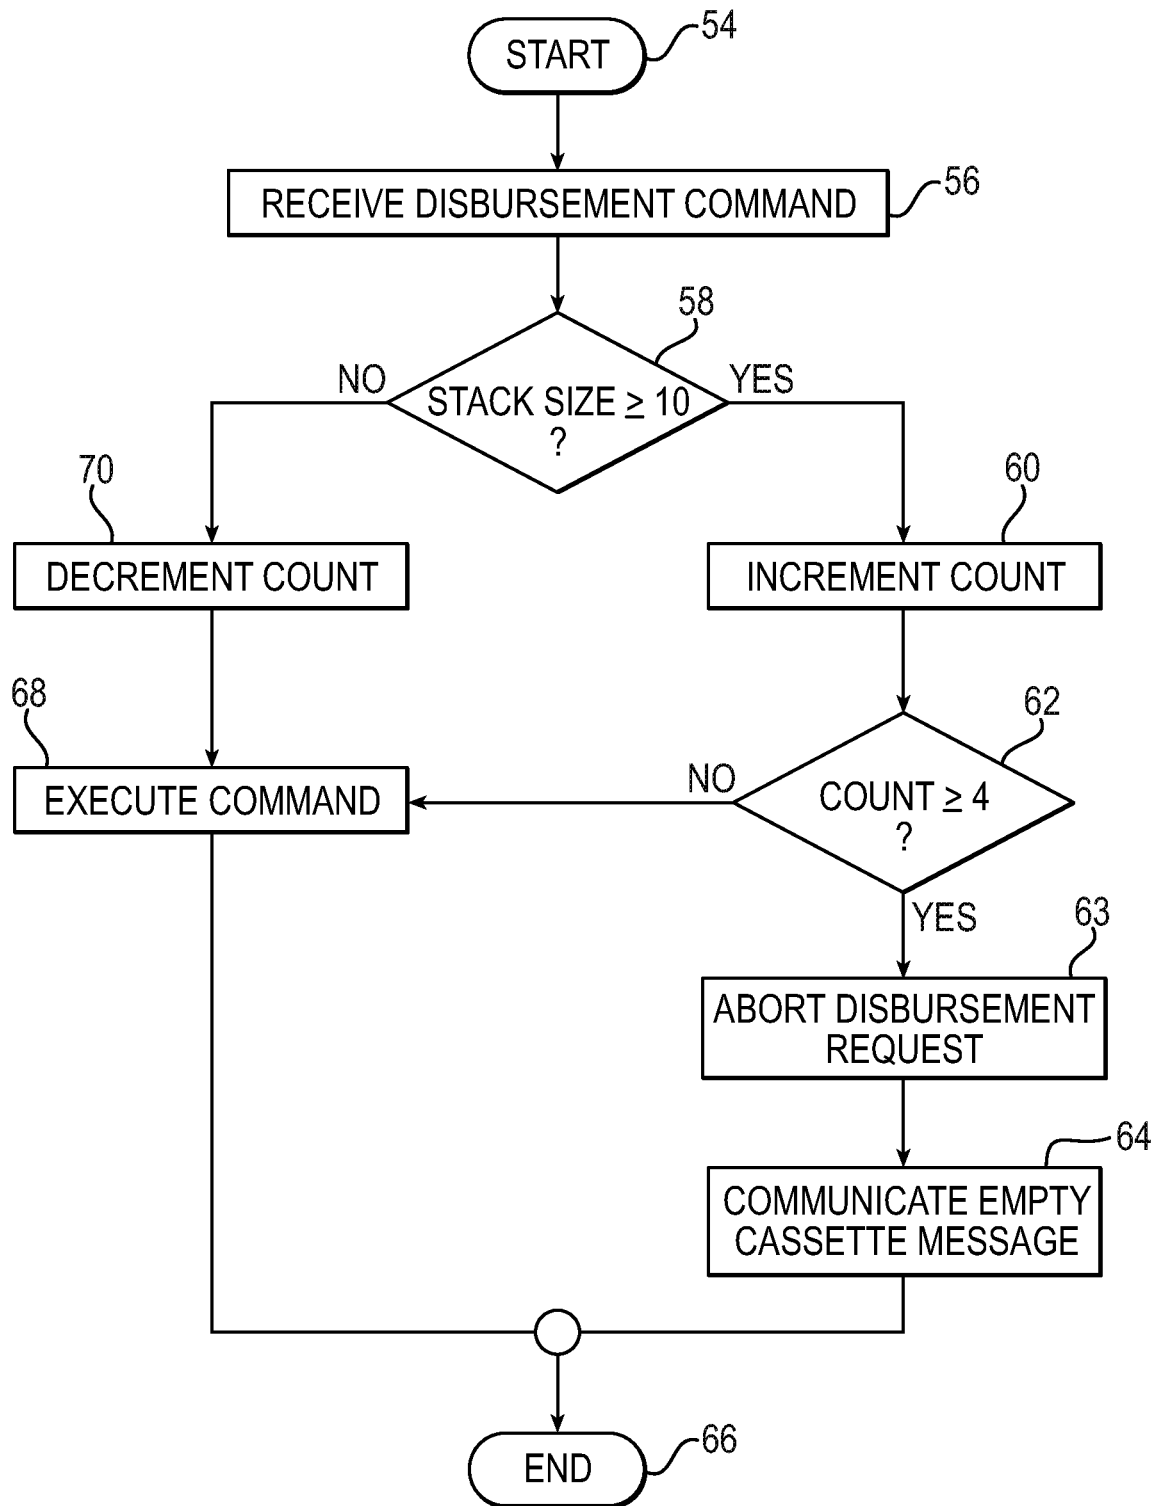 START
54
RECEIVE DISBURSEMENT COMMAND
56
58
NO
YES
STACK SIZE ≥ 10
?
70
60
DECREMENT COUNT
INCREMENT COUNT
68
62
EXECUTE COMMAND
NO
COUNT ≥ 4
?
YES
63
ABORT DISBURSEMENT
REQUEST
64
COMMUNICATE EMPTY
CASSETTE MESSAGE
END
66